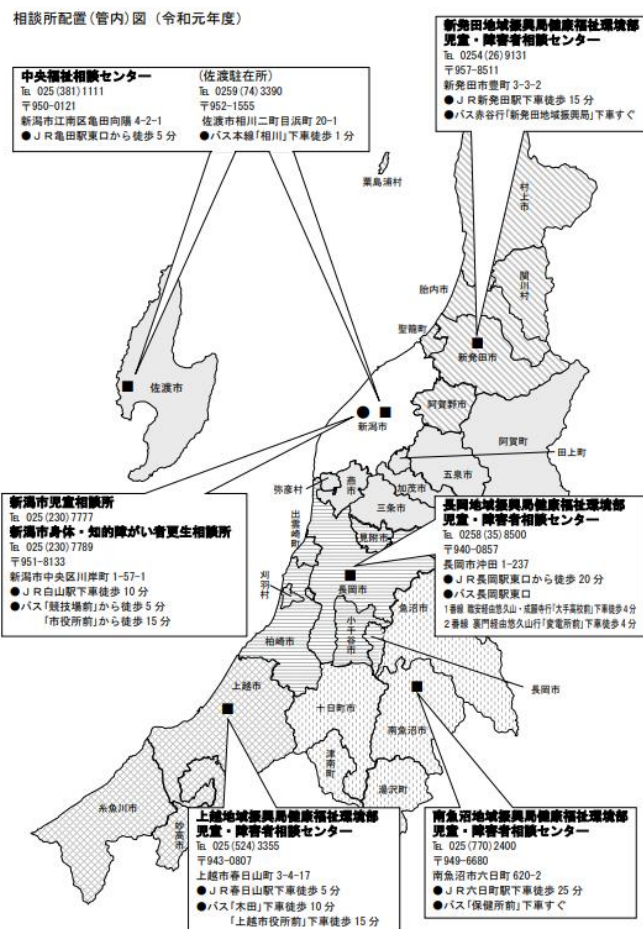 相談所配置(管内)図 (令和元年度)
中央福祉相談センター
℡ 025(381)1111
〒950-0121
新潟市江南区亀田向陽 4-2-1
●JR亀田駅東口から徒歩5分
(佐渡駐在所)
℡ 0259(74)3390
〒952-1555
佐渡市相川二町目浜町 20-1
●バス本線「相川」下車徒歩1分
新発田地域振興局健康福祉環境部
児童・障害者相談センター
℡ 0254(26)9131
〒957-8511
新発田市豊町 3-3-2
●JR新発田駅下車徒歩15分
●バス赤谷行「新発田地域振興局」下車すぐ
粟島浦村
村上市
関川村
胎内市
聖籠町
新発田市
佐渡市
新潟市
阿賀野市
阿賀町
田上町
五泉市
加茂市
燕市
弥彦村
三条市
見附市
出雲崎町
新潟市児童相談所
℡ 025(230)7777
新潟市身体・知的障がい者更生相談所
℡ 025(230)7789
〒951-8133
新潟市中央区川岸町 1-57-1
●JR白山駅下車徒歩10分
●バス「競技場前」から徒歩5分
「市役所前」から徒歩15分
長岡地域振興局健康福祉環境部
児童・障害者相談センター
℡ 0258(35)8500
〒940-0857
長岡市沖田 1-237
●JR長岡駅東口から徒歩20分
●バス長岡駅東口
1番線 悠安経由悠久山・成願寺行「大手高校前」下車徒歩4分
2番線 裏門経由悠久山行「変電所前」下車徒歩4分
長岡市
刈羽村
小千谷市
魚沼市
柏崎市
長岡市
上越市
十日町市
南魚沼市
津南町
湯沢町
糸魚川市
妙高市
上越地域振興局健康福祉環境部
児童・障害者相談センター
℡ 025(524)3355
〒943-0807
上越市春日山町 3-4-17
●JR春日山駅下車徒歩5分
●バス「木田」下車徒歩10分
「上越市役所前」下車徒歩15分
南魚沼地域振興局健康福祉環境部
児童・障害者相談センター
℡ 025(770)2400
〒949-6680
南魚沼市六日町 620-2
●JR六日町駅下車徒歩25分
●バス「保健所前」下車すぐ